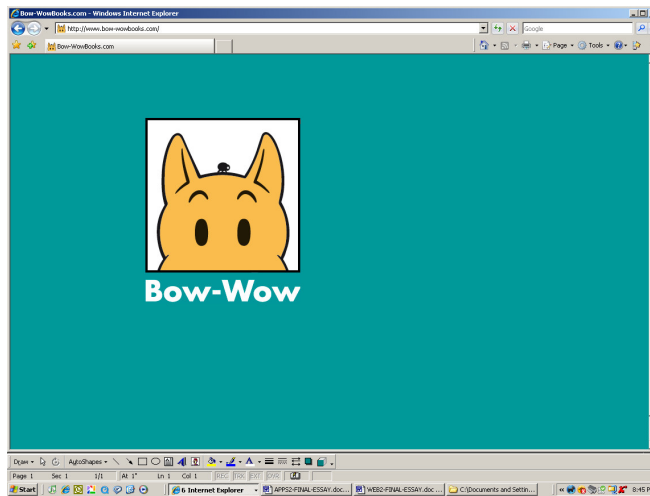 Bow-WowBooks.com - Windows Internet Explorer
http://www.bow-wowbooks.com/
Google
Bow-WowBooks.com
Page
Tools
Bow-Wow
Draw
AutoShapes
Page 1 Sec 1 1/1 At 1" Ln 1 Col 1 REC TRK EXT OVR
Start 6 Internet Explorer APPS2-FINAL-ESSAY.doc... WEB2-FINAL-ESSAY.doc ... C:\Documents and Settin... 8:45 P